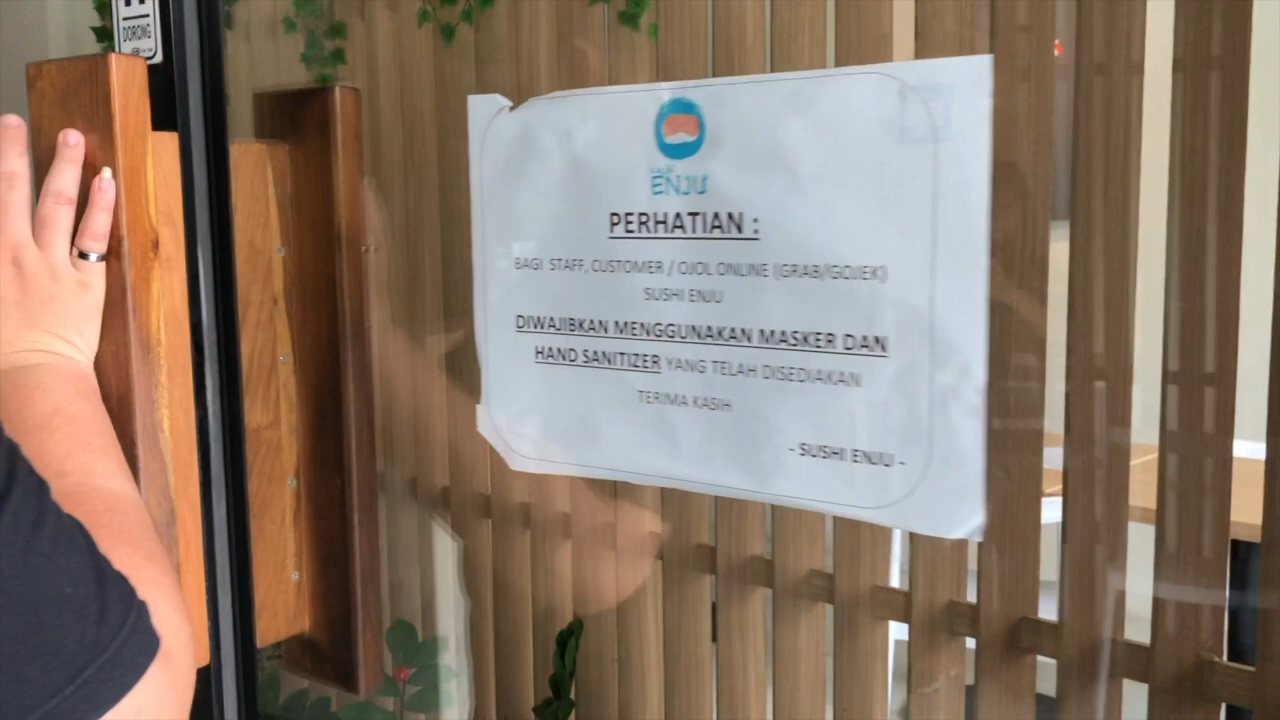 DORONG
ENJU
PERHATIAN :
BAGI STAFF, CUSTOMER / OJOL ONLINE (GRAB/GOJEK)
SUSHI ENJU
DIWAJIBKAN MENGGUNAKAN MASKER DAN
HAND SANITIZER YANG TELAH DISEDIAKAN
TERIMA KASIH
- SUSHI ENJU -